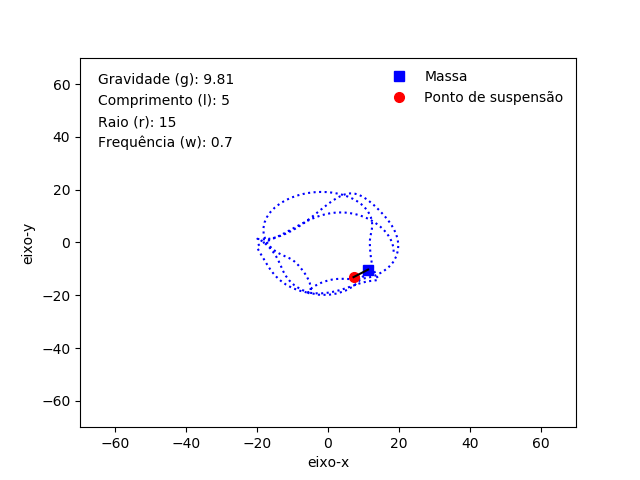 Gravidade (g): 9.81
Comprimento (l): 5
Raio (r): 15
Frequência (w): 0.7
Massa
Ponto de suspensão
60
40
20
0
−20
−40
−60
eixo-y
−60
−40
−20
0
20
40
60
eixo-x